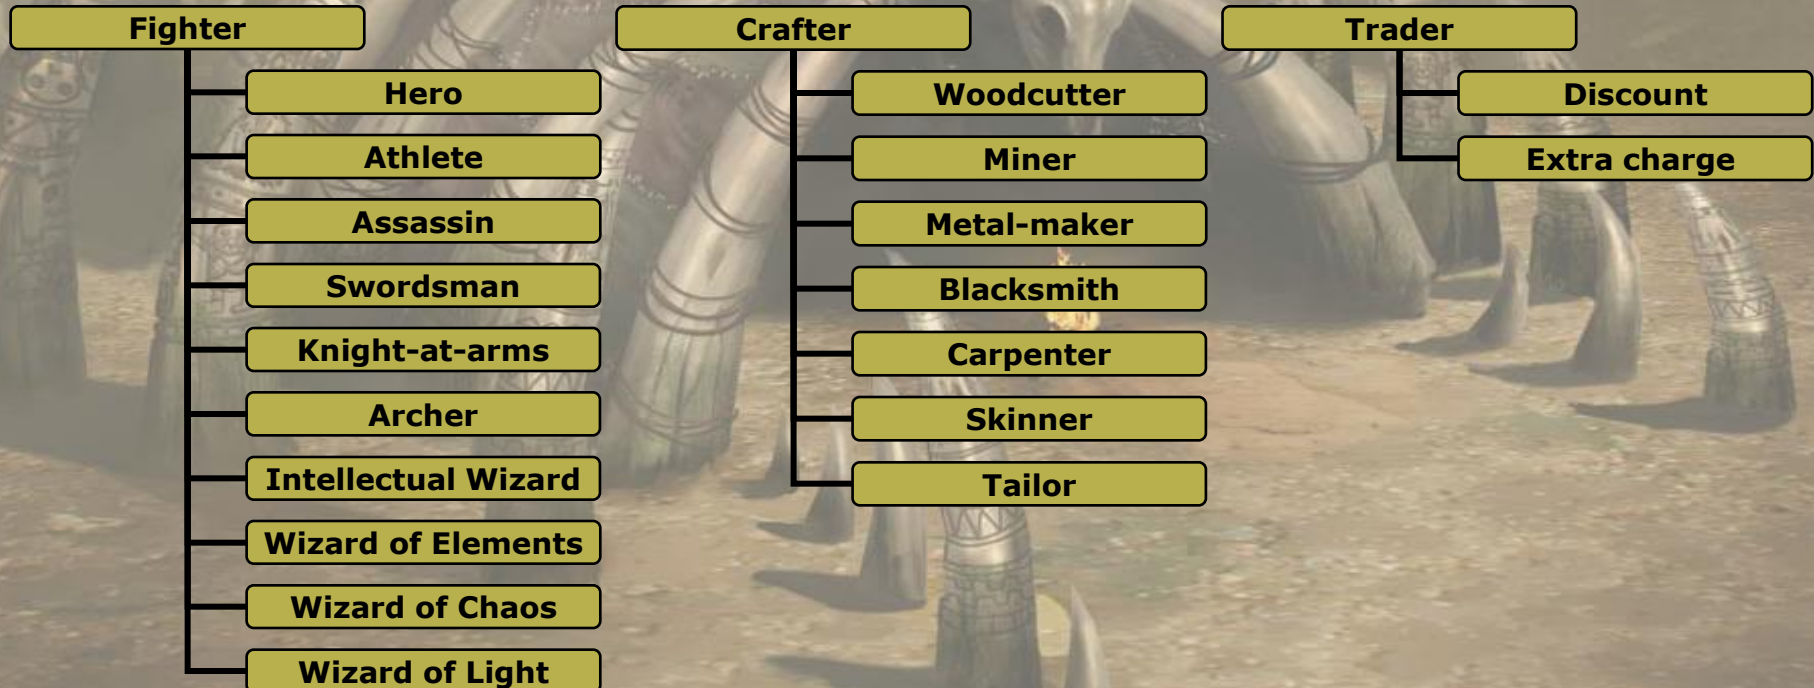 Fighter
Hero
Athlete
Assassin
Swordsman
Knight-at-arms
Archer
Intellectual Wizard
Wizard of Elements
Wizard of Chaos
Wizard of Light
Crafter
Woodcutter
Miner
Metal-maker
Blacksmith
Carpenter
Skinner
Tailor
Trader
Discount
Extra charge